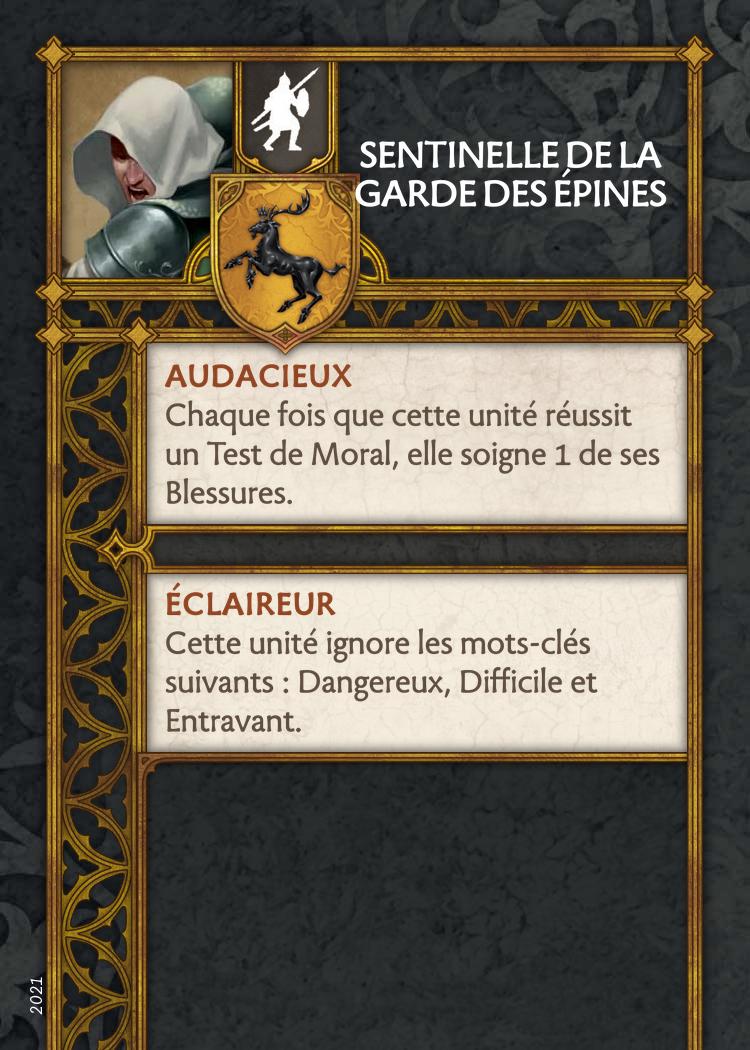 SENTINELLE DE LA
GARDE DES ÉPINES
AUDACIEUX
Chaque fois que cette unité réussit
un Test de Moral, elle soigne 1 de ses
Blessures.
ÉCLAIREUR
Cette unité ignore les mots-clés
suivants : Dangereux, Difficile et
Entravant.
2021